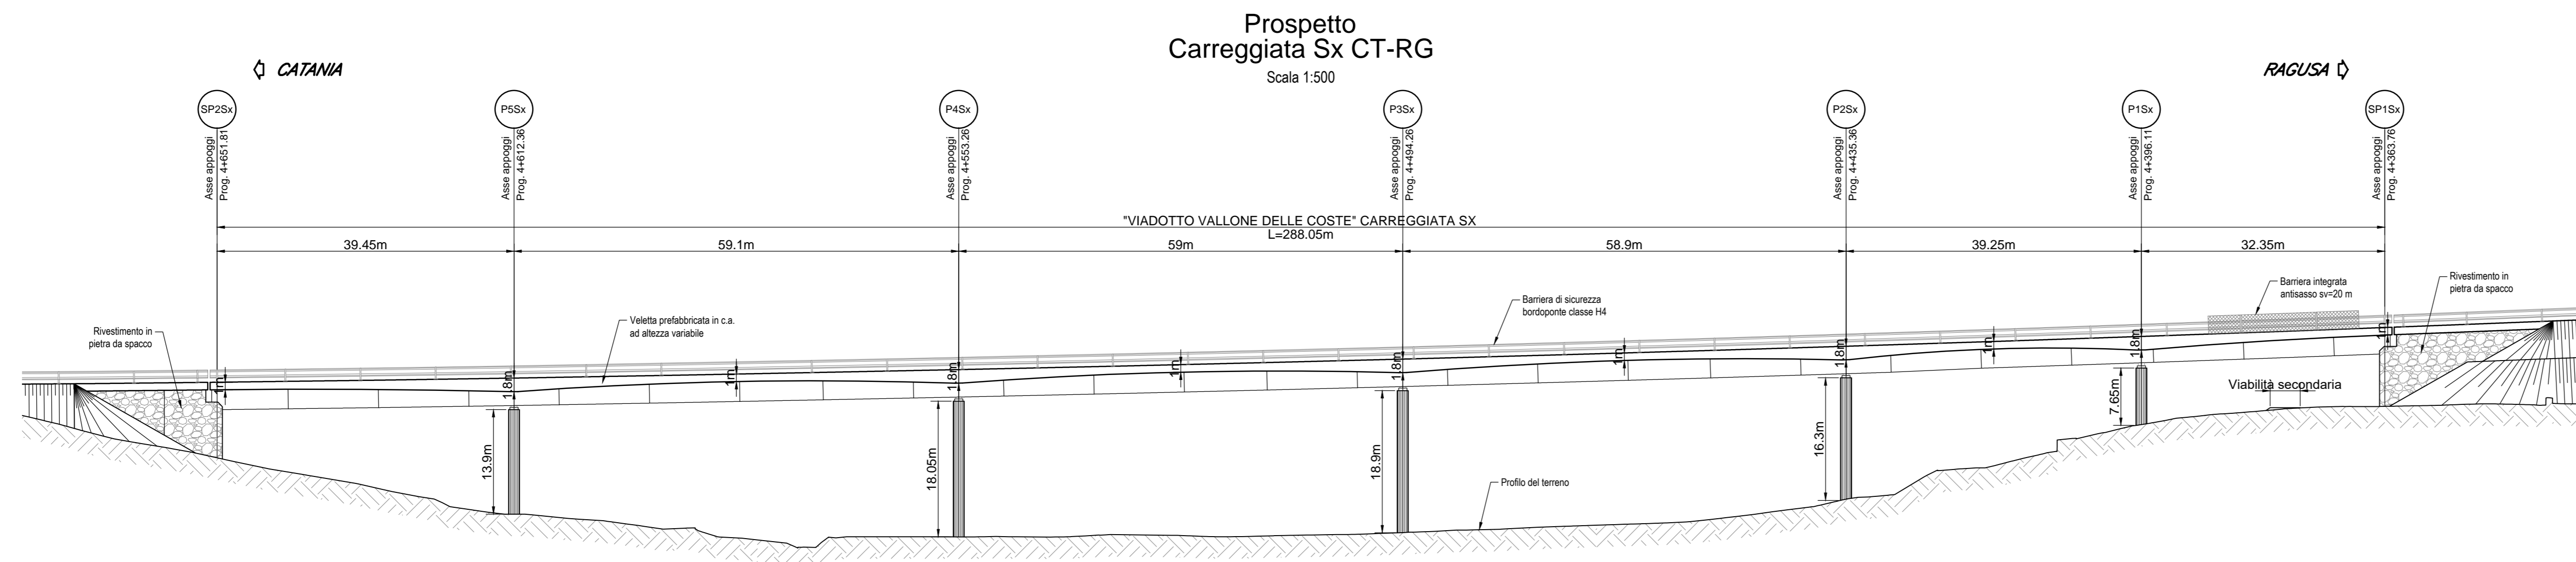 Prospetto
Carreggiata Sx CT-RG
Scala 1:500
CATANIA
RAGUSA
SP2Sx
P5Sx
P4Sx
P3Sx
P2Sx
P1Sx
SP1Sx
Asse appoggi
Prog. 4+651.81
Asse appoggi
Prog. 4+612.36
Asse appoggi
Prog. 4+553.26
Asse appoggi
Prog. 4+494.26
Asse appoggi
Prog. 4+435.36
Asse appoggi
Prog. 4+396.11
Asse appoggi
Prog. 4+363.76
"VIADOTTO VALLONE DELLE COSTE" CARREGGIATA SX
L=288.05m
39.45m
59.1m
59m
58.9m
39.25m
32.35m
Rivestimento in
pietra da spacco
Veletta prefabbricata in c.a.
ad altezza variabile
Barriera di sicurezza
bordoponte classe H4
Barriera integrata
antisasso sv=20 m
Rivestimento in
pietra da spacco
1m
1.8m
1m
1.8m
1m
1.8m
1m
1.8m
1m
1.8m
1m
Viabilità secondaria
13.9m
18.05m
18.9m
16.3m
7.65m
Profilo del terreno